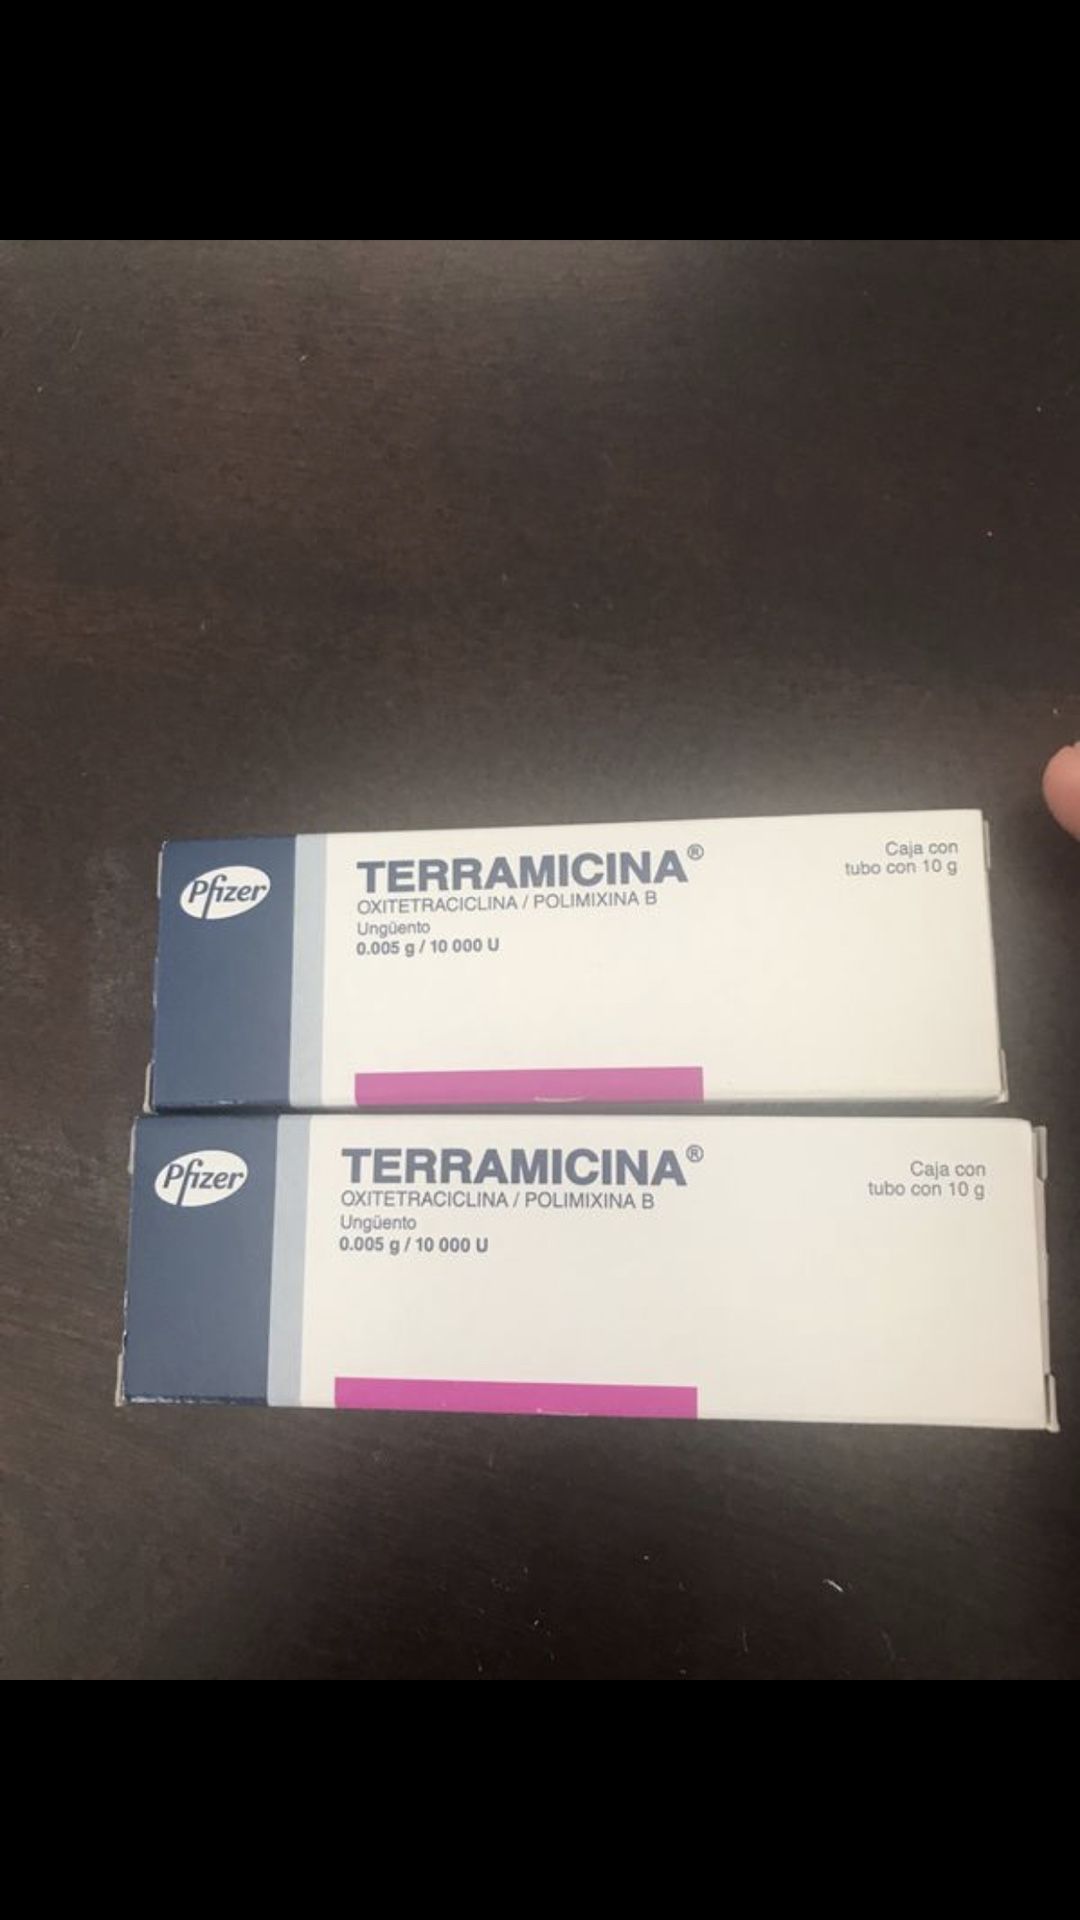 Pfizer
TERRAMICINA®
OXITETRACICLINA / POLIMIXINA B
Ungüento
0.005 g / 10 000 U
Caja con
tubo con 10 g
Pfizer
TERRAMICINA®
OXITETRACICLINA / POLIMIXINA B
Ungüento
0.005 g / 10 000 U
Caja con
tubo con 10 g